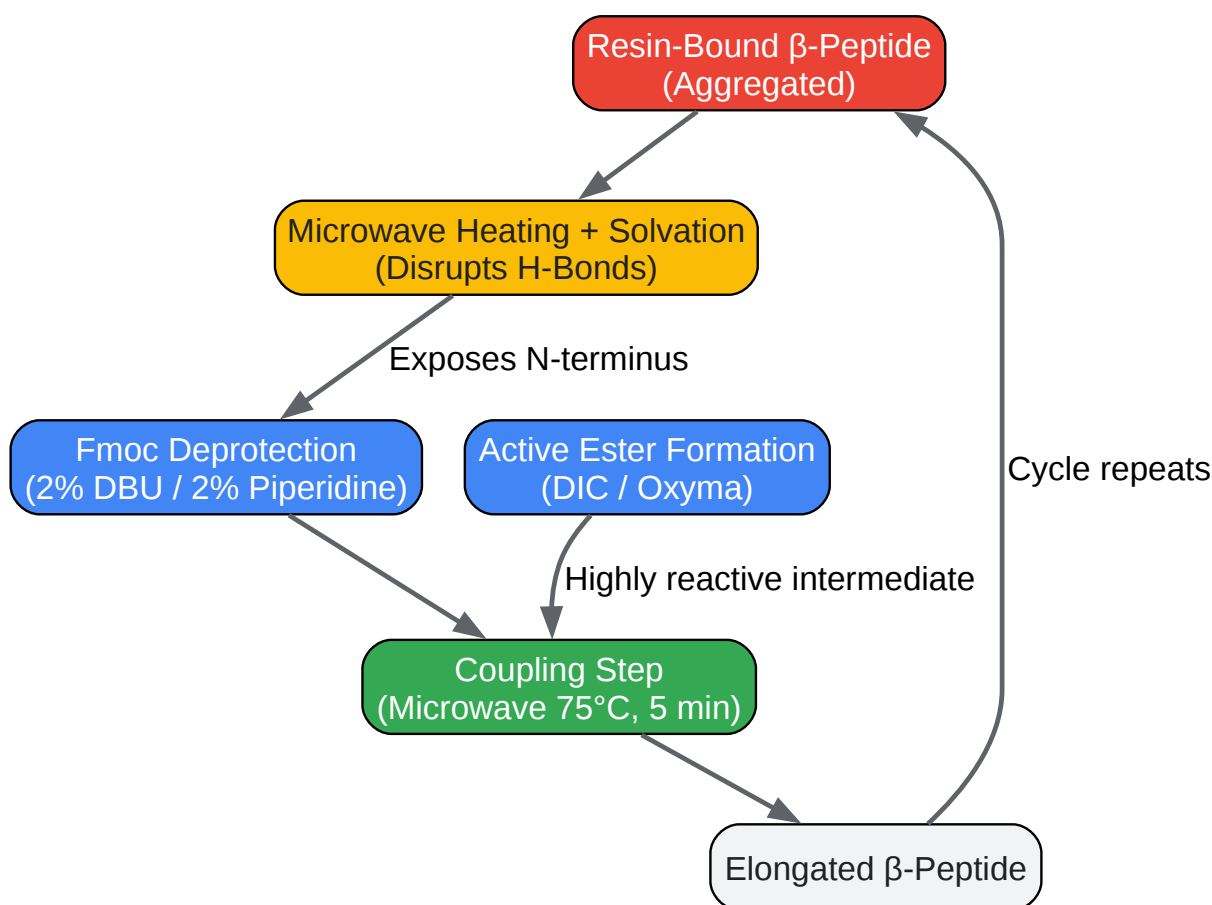 Resin-Bound β-Peptide
(Aggregated)
Microwave Heating + Solvation
(Disrupts H-Bonds)
Exposes N-terminus
Fmoc Deprotection
(2% DBU / 2% Piperidine)
Active Ester Formation
(DIC / Oxyma)
Cycle repeats
Highly reactive intermediate
Coupling Step
(Microwave 75°C, 5 min)
Elongated β-Peptide